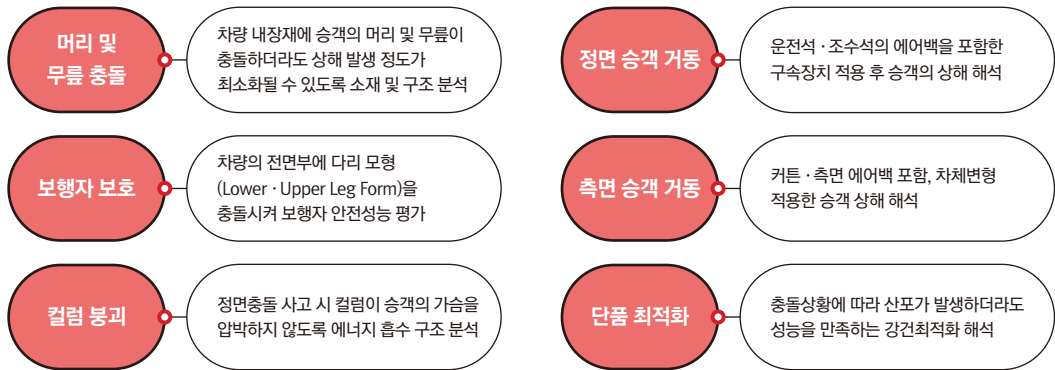 머리 및
무릎 충돌
차량 내장재에 승객의 머리 및 무릎이
충돌하더라도 상해 발생 정도가
최소화될 수 있도록 소재 및 구조 분석
정면 승객 거동
운전석 · 조수석의 에어백을 포함한
구속장치 적용 후 승객의 상해 해석
보행자 보호
차량의 전면부에 다리 모형
(Lower · Upper Leg Form)을
충돌시켜 보행자 안전성능 평가
측면 승객 거동
커튼 · 측면 에어백 포함, 차체변형
적용한 승객 상해 해석
컬럼 붕괴
정면충돌 사고 시 컬럼이 승객의 가슴을
압박하지 않도록 에너지 흡수 구조 분석
단품 최적화
충돌상황에 따라 산포가 발생하더라도
성능을 만족하는 강건최적화 해석